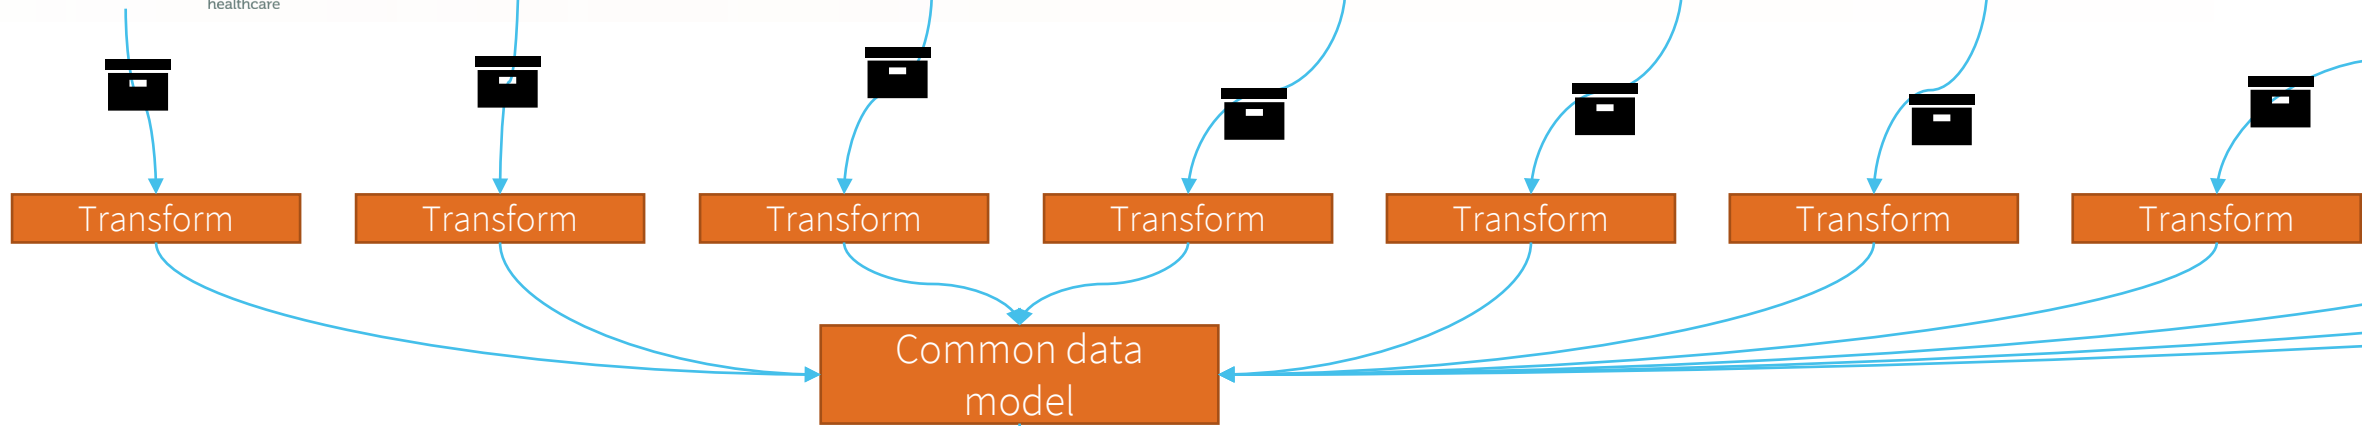 healthcare
Transform
Transform
Transform
Transform
Transform
Transform
Transform
Common data
model